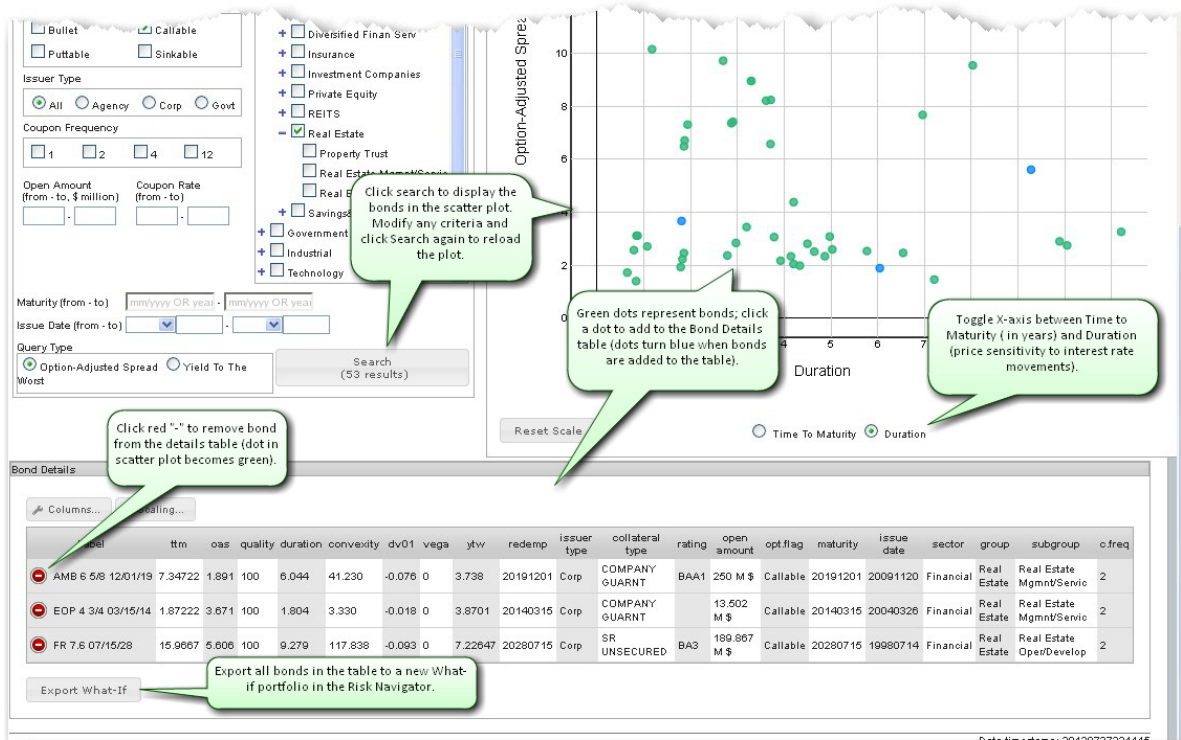 Bullet
Callable
Puttable
Sinkable
Issuer Type
All
Agency
Corp
Govt
Coupon Frequency
1
2
4
12
Open Amount
(from - to, $ million)
Coupon Rate
(from - to)
-
-
Diversified Finan Serv
Insurance
Investment Companies
Private Equity
REITS
Real Estate
Property Trust
Real Estate Mgmnt/Servic
Real E
Savings&
Government
Industrial
Technology
Maturity (from - to)
mm/yyyy OR year - mm/yyyy OR year
Issue Date (from - to)
-
Query Type
Option-Adjusted Spread
Yield To The
Worst
Search
(53 results)
Click search to display the
bonds in the scatter plot.
Modify any criteria and
click Search again to reload
the plot.
Option-Adjusted Sprea
10
8
6
4
2
0
4
5
6
7
Duration
Green dots represent bonds; click
a dot to add to the Bond Details
table (dots turn blue when bonds
are added to the table).
Toggle X-axis between Time to
Maturity ( in years) and Duration
(price sensitivity to interest rate
movements).
Reset Scale
Time To Maturity
Duration
Click red "-" to remove bond
from the details table (dot in
scatter plot becomes green).
Bond Details
Columns...
aling...
label ttm oas quality duration convexity dv01 vega ytw redemp issuer type collateral type rating open amount opt.flag maturity issue date sector group subgroup c.freq
AMB 6 5/8 12/01/19 7.34722 1.891 100 6.044 41.230 -0.076 0 3.738 20191201 Corp COMPANY GUARNT BAA1 250 M $ Callable 20191201 20091120 Financial Real Estate Real Estate Mgmnt/Servic 2
EOP 4 3/4 03/15/14 1.87222 3.671 100 1.804 3.330 -0.018 0 3.8701 20140315 Corp COMPANY GUARNT 13.502 M $ Callable 20140315 20040326 Financial Real Estate Real Estate Mgmnt/Servic 2
FR 7.6 07/15/28 15.9667 5.606 100 9.279 117.838 -0.093 0 7.22647 20280715 Corp SR UNSECURED BA3 189.867 M $ Callable 20280715 19980714 Financial Real Estate Real Estate Oper/Develop 2
Export What-If
Export all bonds in the table to a new What-
if portfolio in the Risk Navigator.